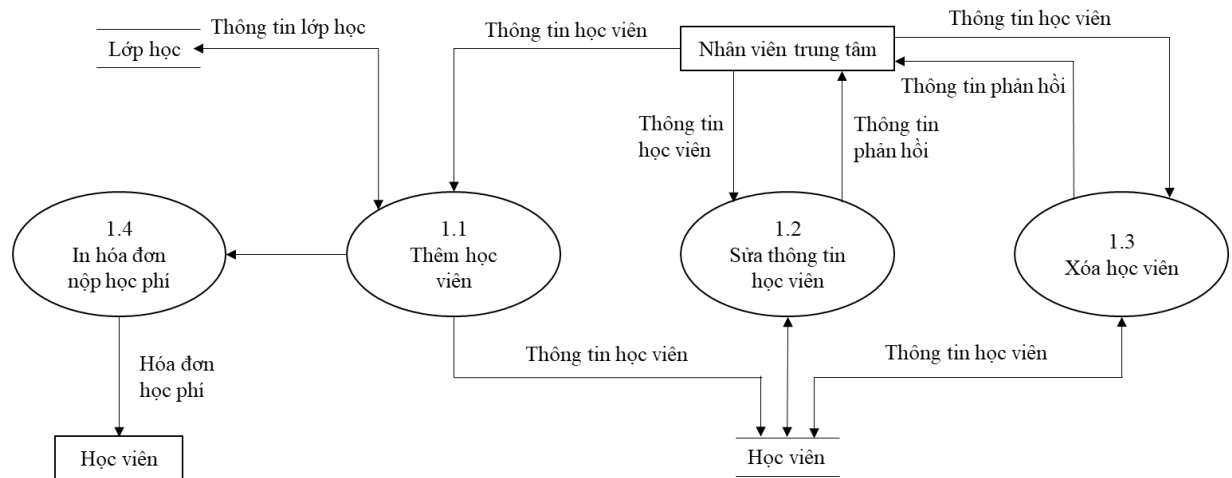 Thông tin lớp học
Lớp học
Thông tin học viên
Nhân viên trung tâm
Thông tin học viên
Thông tin phản hồi
Thông tin
học viên
Thông tin
phản hồi
1.4
In hóa đơn
nộp học phí
1.1
Thêm học
viên
1.2
Sửa thông tin
học viên
1.3
Xóa học viên
Hóa đơn
học phí
Thông tin học viên
Thông tin học viên
Học viên
Học viên